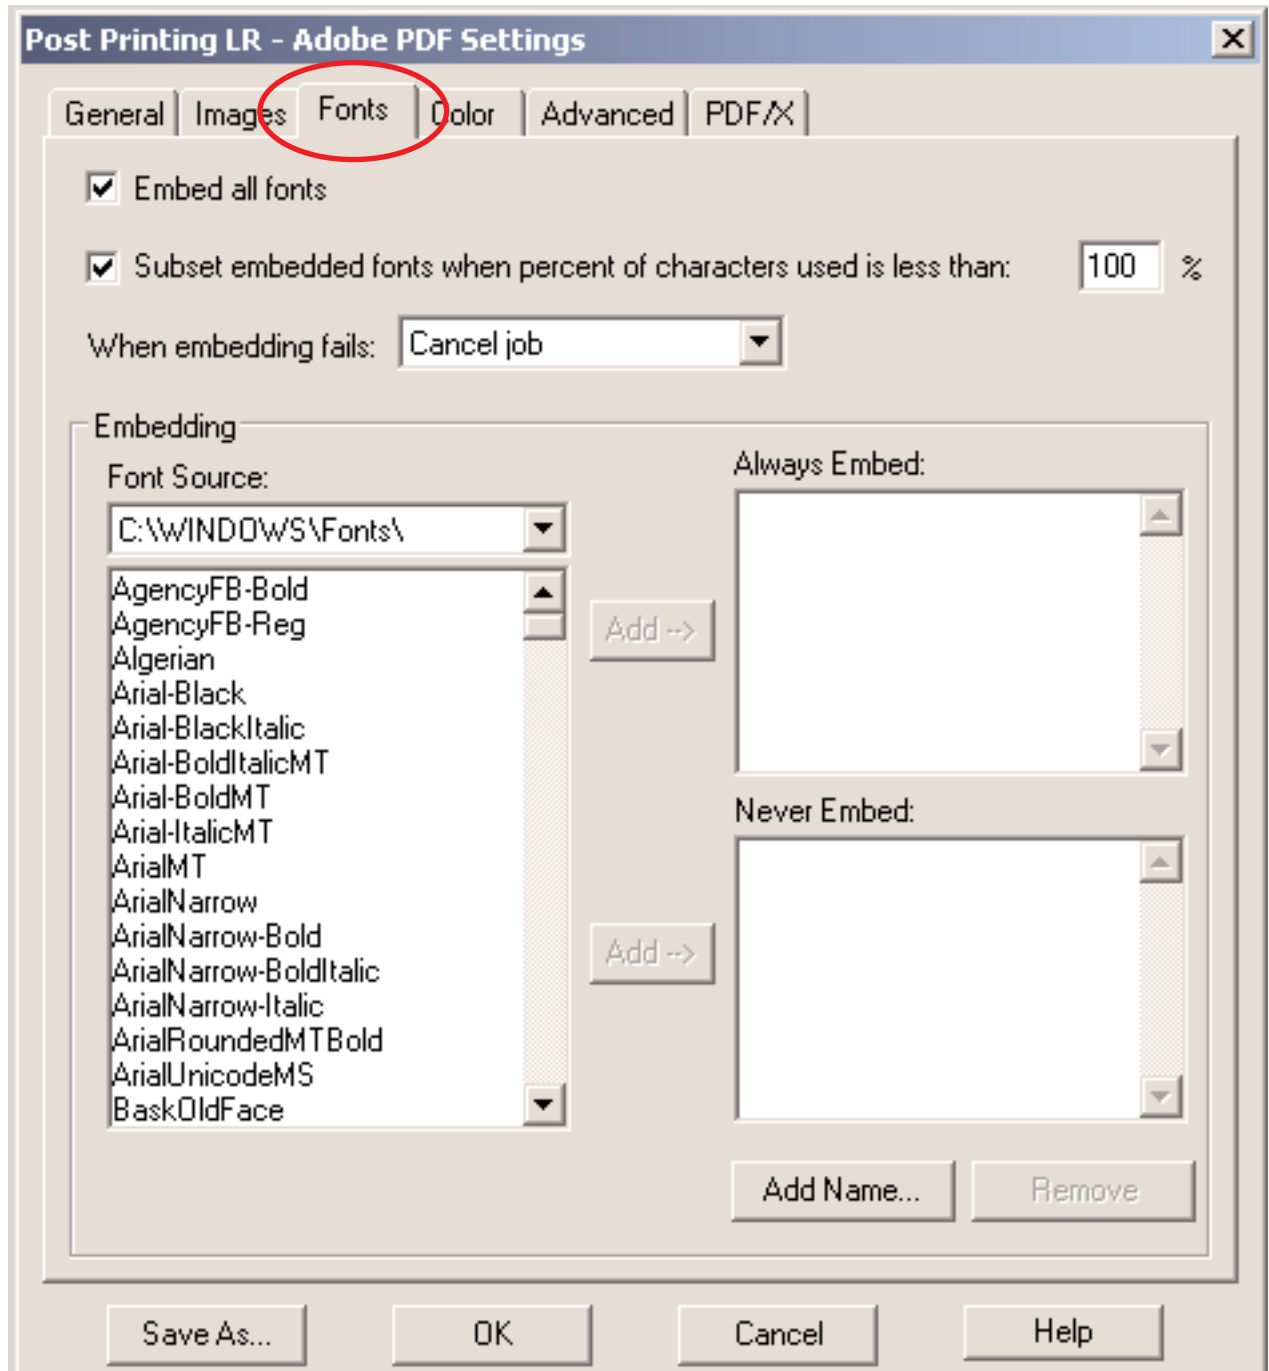 Post Printing LR - Adobe PDF Settings
General Images Fonts Color Advanced PDF/X
Embed all fonts
Subset embedded fonts when percent of characters used is less than: 100 %
When embedding fails: Cancel job
Embedding
Font Source:
C:\WINDOWS\Fonts\
AgencyFB-Bold
AgencyFB-Reg
Algerian
Arial-Black
Arial-BlackItalic
Arial-BoldItalicMT
Arial-BoldMT
Arial-ItalicMT
ArialMT
ArialNarrow
ArialNarrow-Bold
ArialNarrow-BoldItalic
ArialNarrow-Italic
ArialRoundedMTBold
ArialUnicodeMS
BaskOldFace
Add -->
Add -->
Always Embed:
Never Embed:
Add Name... Remove
Save As... OK Cancel Help